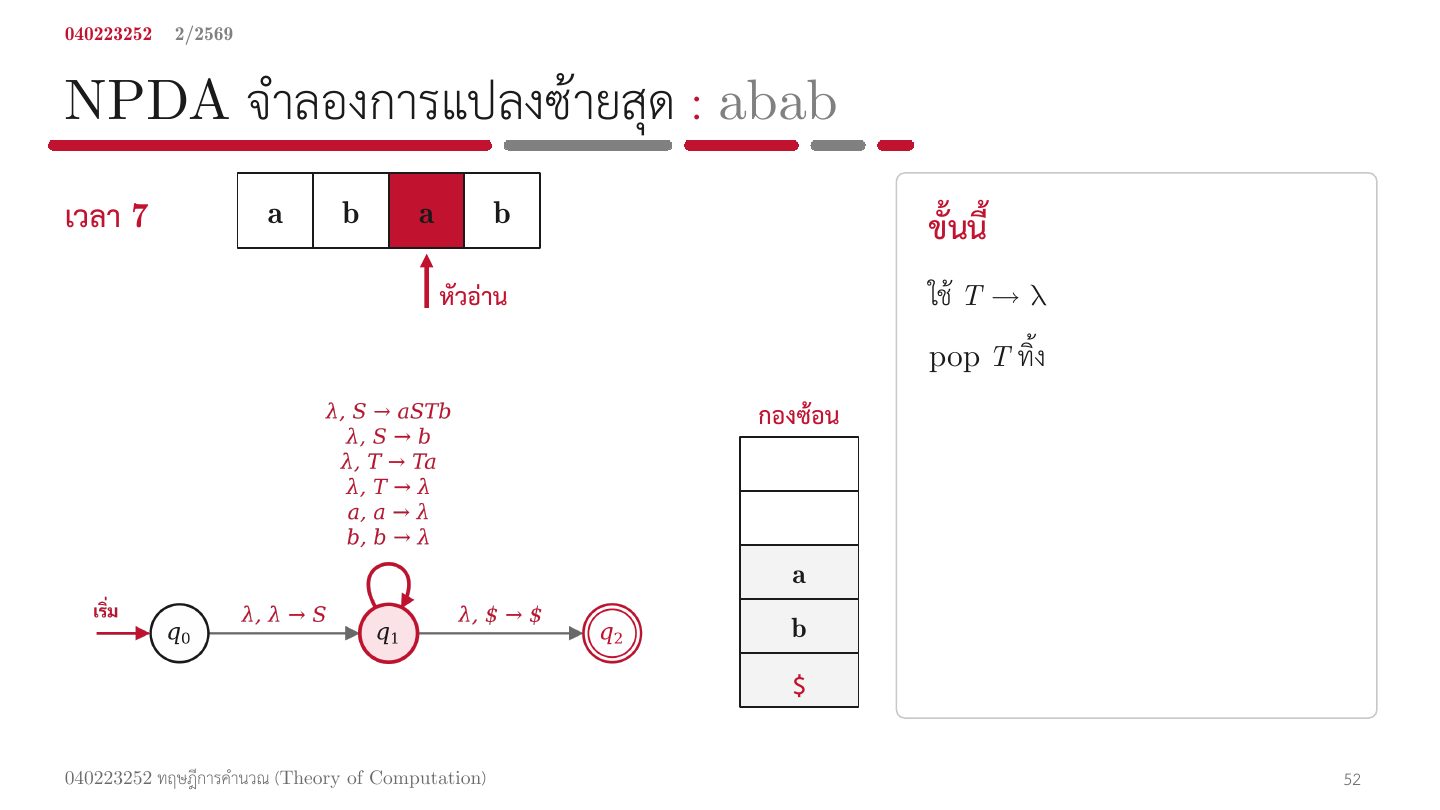 040223252 2/2569
NPDA จำลองการแปลงซ้ายสุด : abab
เวลา 7
a b a b
หัวอ่าน
ขั้นนี้
ใช้ T → λ
pop T ทิ้ง
λ, S → aSTb
λ, S → b
λ, T → Ta
λ, T → λ
a, a → λ
b, b → λ
เริ่ม
q0
λ, λ → S
q1
λ, $ → $
q2
กองซ้อน
a
b
$
040223252 ทฤษฎีการคำนวณ (Theory of Computation)
52